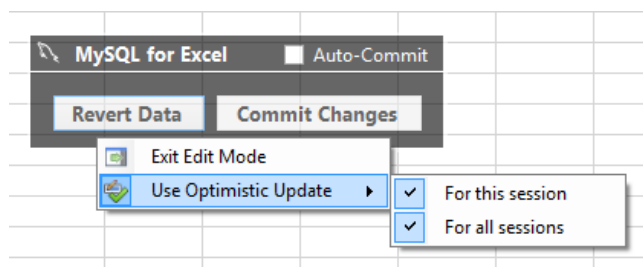 MySQL for Excel Auto-Commit
Revert Data Commit Changes
Exit Edit Mode
Use Optimistic Update
For this session
For all sessions